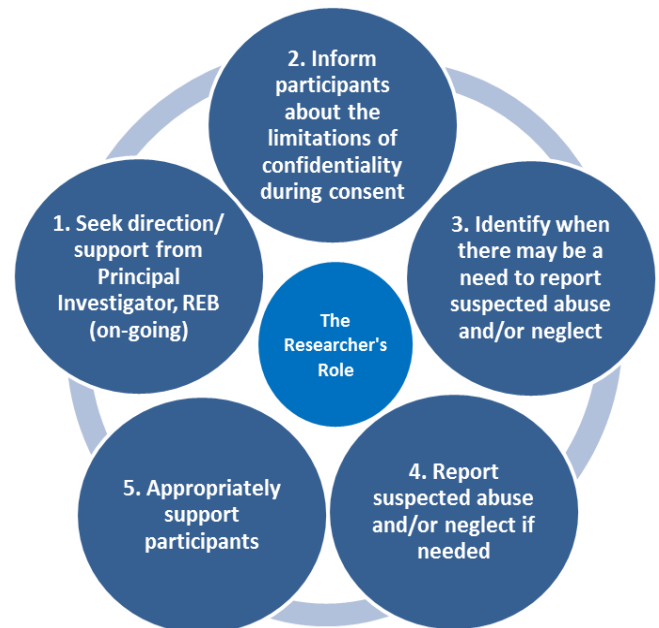 2. Inform
participants
about the
limitations of
confidentiality
during consent
1. Seek direction/
support from
Principal
Investigator, REB
(on-going)
3. Identify when
there may be a
need to report
suspected abuse
and/or neglect
The
Researcher's
Role
5. Appropriately
support
participants
4. Report
suspected abuse
and/or neglect if
needed